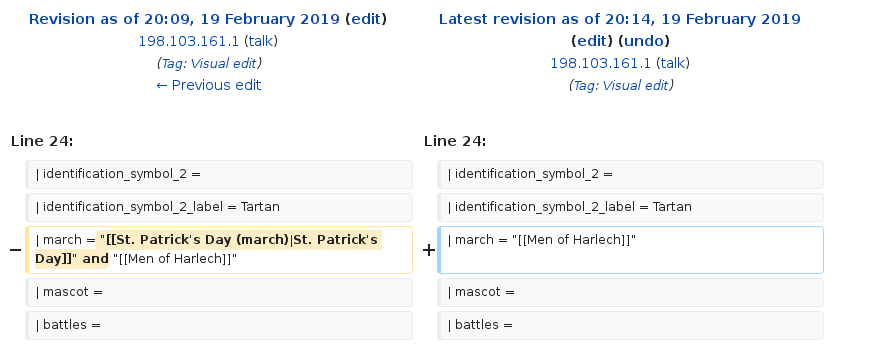 Revision as of 20:09, 19 February 2019 (edit)
198.103.161.1 (talk)
(Tag: Visual edit)
← Previous edit
Latest revision as of 20:14, 19 February 2019
(edit) (undo)
198.103.161.1 (talk)
(Tag: Visual edit)
Line 24:
Line 24:
| identification_symbol_2 =
| identification_symbol_2 =
| identification_symbol_2_label = Tartan
| identification_symbol_2_label = Tartan
− | march = "[[St. Patrick's Day (march)|St. Patrick's
Day]]" and "[[Men of Harlech]]"
+ | march = "[[Men of Harlech]]"
| mascot =
| mascot =
| battles =
| battles =